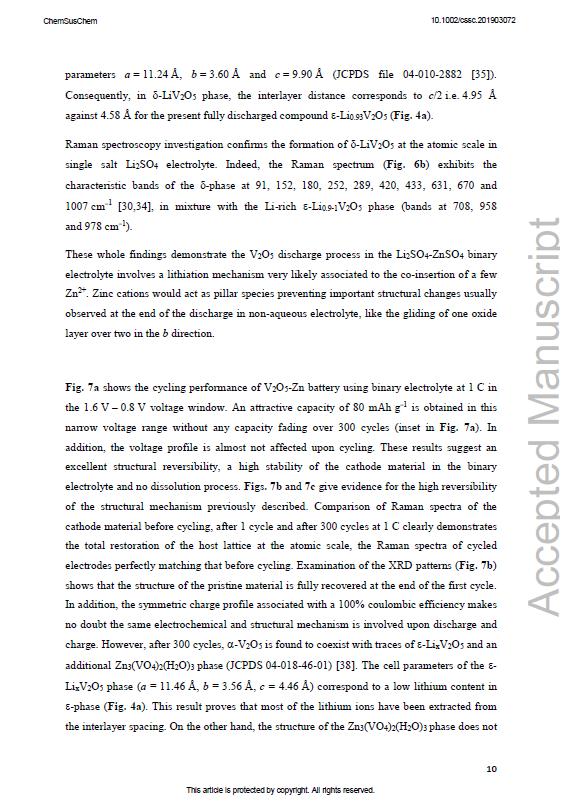 ChemSusChem
10.1002/cssc.201903072
parameters a = 11.24 Å, b = 3.60 Å and c = 9.90 Å (JCPDS file 04-010-2882 [35]).
Consequently, in δ-LiV2O5 phase, the interlayer distance corresponds to c/2 i.e. 4.95 Å
against 4.58 Å for the present fully discharged compound ε-Li0.93V2O5 (Fig. 4a).
Raman spectroscopy investigation confirms the formation of δ-LiV2O5 at the atomic scale in
single salt Li2SO4 electrolyte. Indeed, the Raman spectrum (Fig. 6b) exhibits the
characteristic bands of the δ-phase at 91, 152, 180, 252, 289, 420, 433, 631, 670 and
1007 cm-1 [30,34], in mixture with the Li-rich ε-Li0.9-1V2O5 phase (bands at 708, 958
and 978 cm-1).
These whole findings demonstrate the V2O5 discharge process in the Li2SO4-ZnSO4 binary
electrolyte involves a lithiation mechanism very likely associated to the co-insertion of a few
Zn2+. Zinc cations would act as pillar species preventing important structural changes usually
observed at the end of the discharge in non-aqueous electrolyte, like the gliding of one oxide
layer over two in the b direction.
Fig. 7a shows the cycling performance of V2O5-Zn battery using binary electrolyte at 1 C in
the 1.6 V – 0.8 V voltage window. An attractive capacity of 80 mAh g-1 is obtained in this
narrow voltage range without any capacity fading over 300 cycles (inset in Fig. 7a). In
addition, the voltage profile is almost not affected upon cycling. These results suggest an
excellent structural reversibility, a high stability of the cathode material in the binary
electrolyte and no dissolution process. Figs. 7b and 7c give evidence for the high reversibility
of the structural mechanism previously described. Comparison of Raman spectra of the
cathode material before cycling, after 1 cycle and after 300 cycles at 1 C clearly demonstrates
the total restoration of the host lattice at the atomic scale, the Raman spectra of cycled
electrodes perfectly matching that before cycling. Examination of the XRD patterns (Fig. 7b)
shows that the structure of the pristine material is fully recovered at the end of the first cycle.
In addition, the symmetric charge profile associated with a 100% coulombic efficiency makes
no doubt the same electrochemical and structural mechanism is involved upon discharge and
charge. However, after 300 cycles, α-V2O5 is found to coexist with traces of ε-LixV2O5 and an
additional Zn3(VO4)2(H2O)3 phase (JCPDS 04-018-46-01) [38]. The cell parameters of the ε-
LixV2O5 phase (a = 11.46 Å, b = 3.56 Å, c = 4.46 Å) correspond to a low lithium content in
ε-phase (Fig. 4a). This result proves that most of the lithium ions have been extracted from
the interlayer spacing. On the other hand, the structure of the Zn3(VO4)2(H2O)3 phase does not
10
This article is protected by copyright. All rights reserved.
Accepted Manuscript